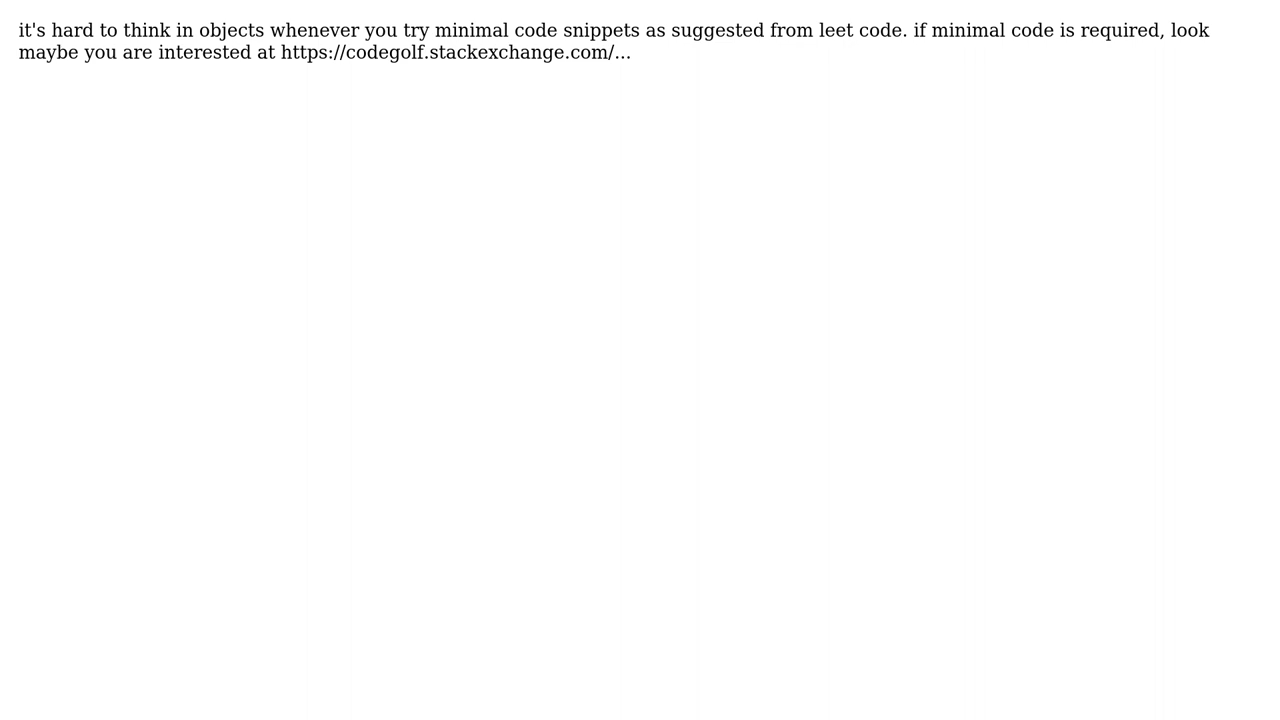 it's hard to think in objects whenever you try minimal code snippets as suggested from leet code. if minimal code is required, look
maybe you are interested at https://codegolf.stackexchange.com/...